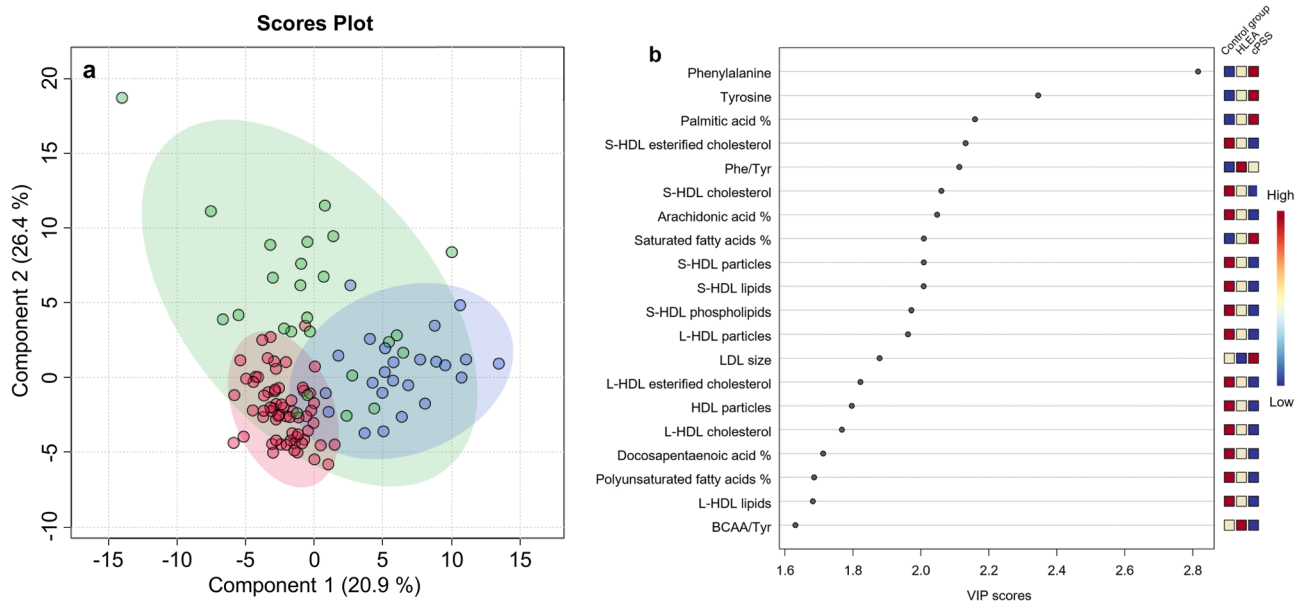 Scores Plot
a
Component 2 (26.4 %)
20
15
10
5
0
-5
-10
-15
-10
-5
0
5
10
15
Component 1 (20.9 %)
b
Control group
HLEA
cPSS
Phenylalanine
Tyrosine
Palmitic acid %
S-HDL esterified cholesterol
Phe/Tyr
S-HDL cholesterol
Arachidonic acid %
Saturated fatty acids %
S-HDL particles
S-HDL lipids
S-HDL phospholipids
L-HDL particles
LDL size
L-HDL esterified cholesterol
HDL particles
L-HDL cholesterol
Docosapentaenoic acid %
Polyunsaturated fatty acids %
L-HDL lipids
BCAA/Tyr
1.6
1.8
2.0
2.2
2.4
2.6
2.8
VIP scores
High
Low